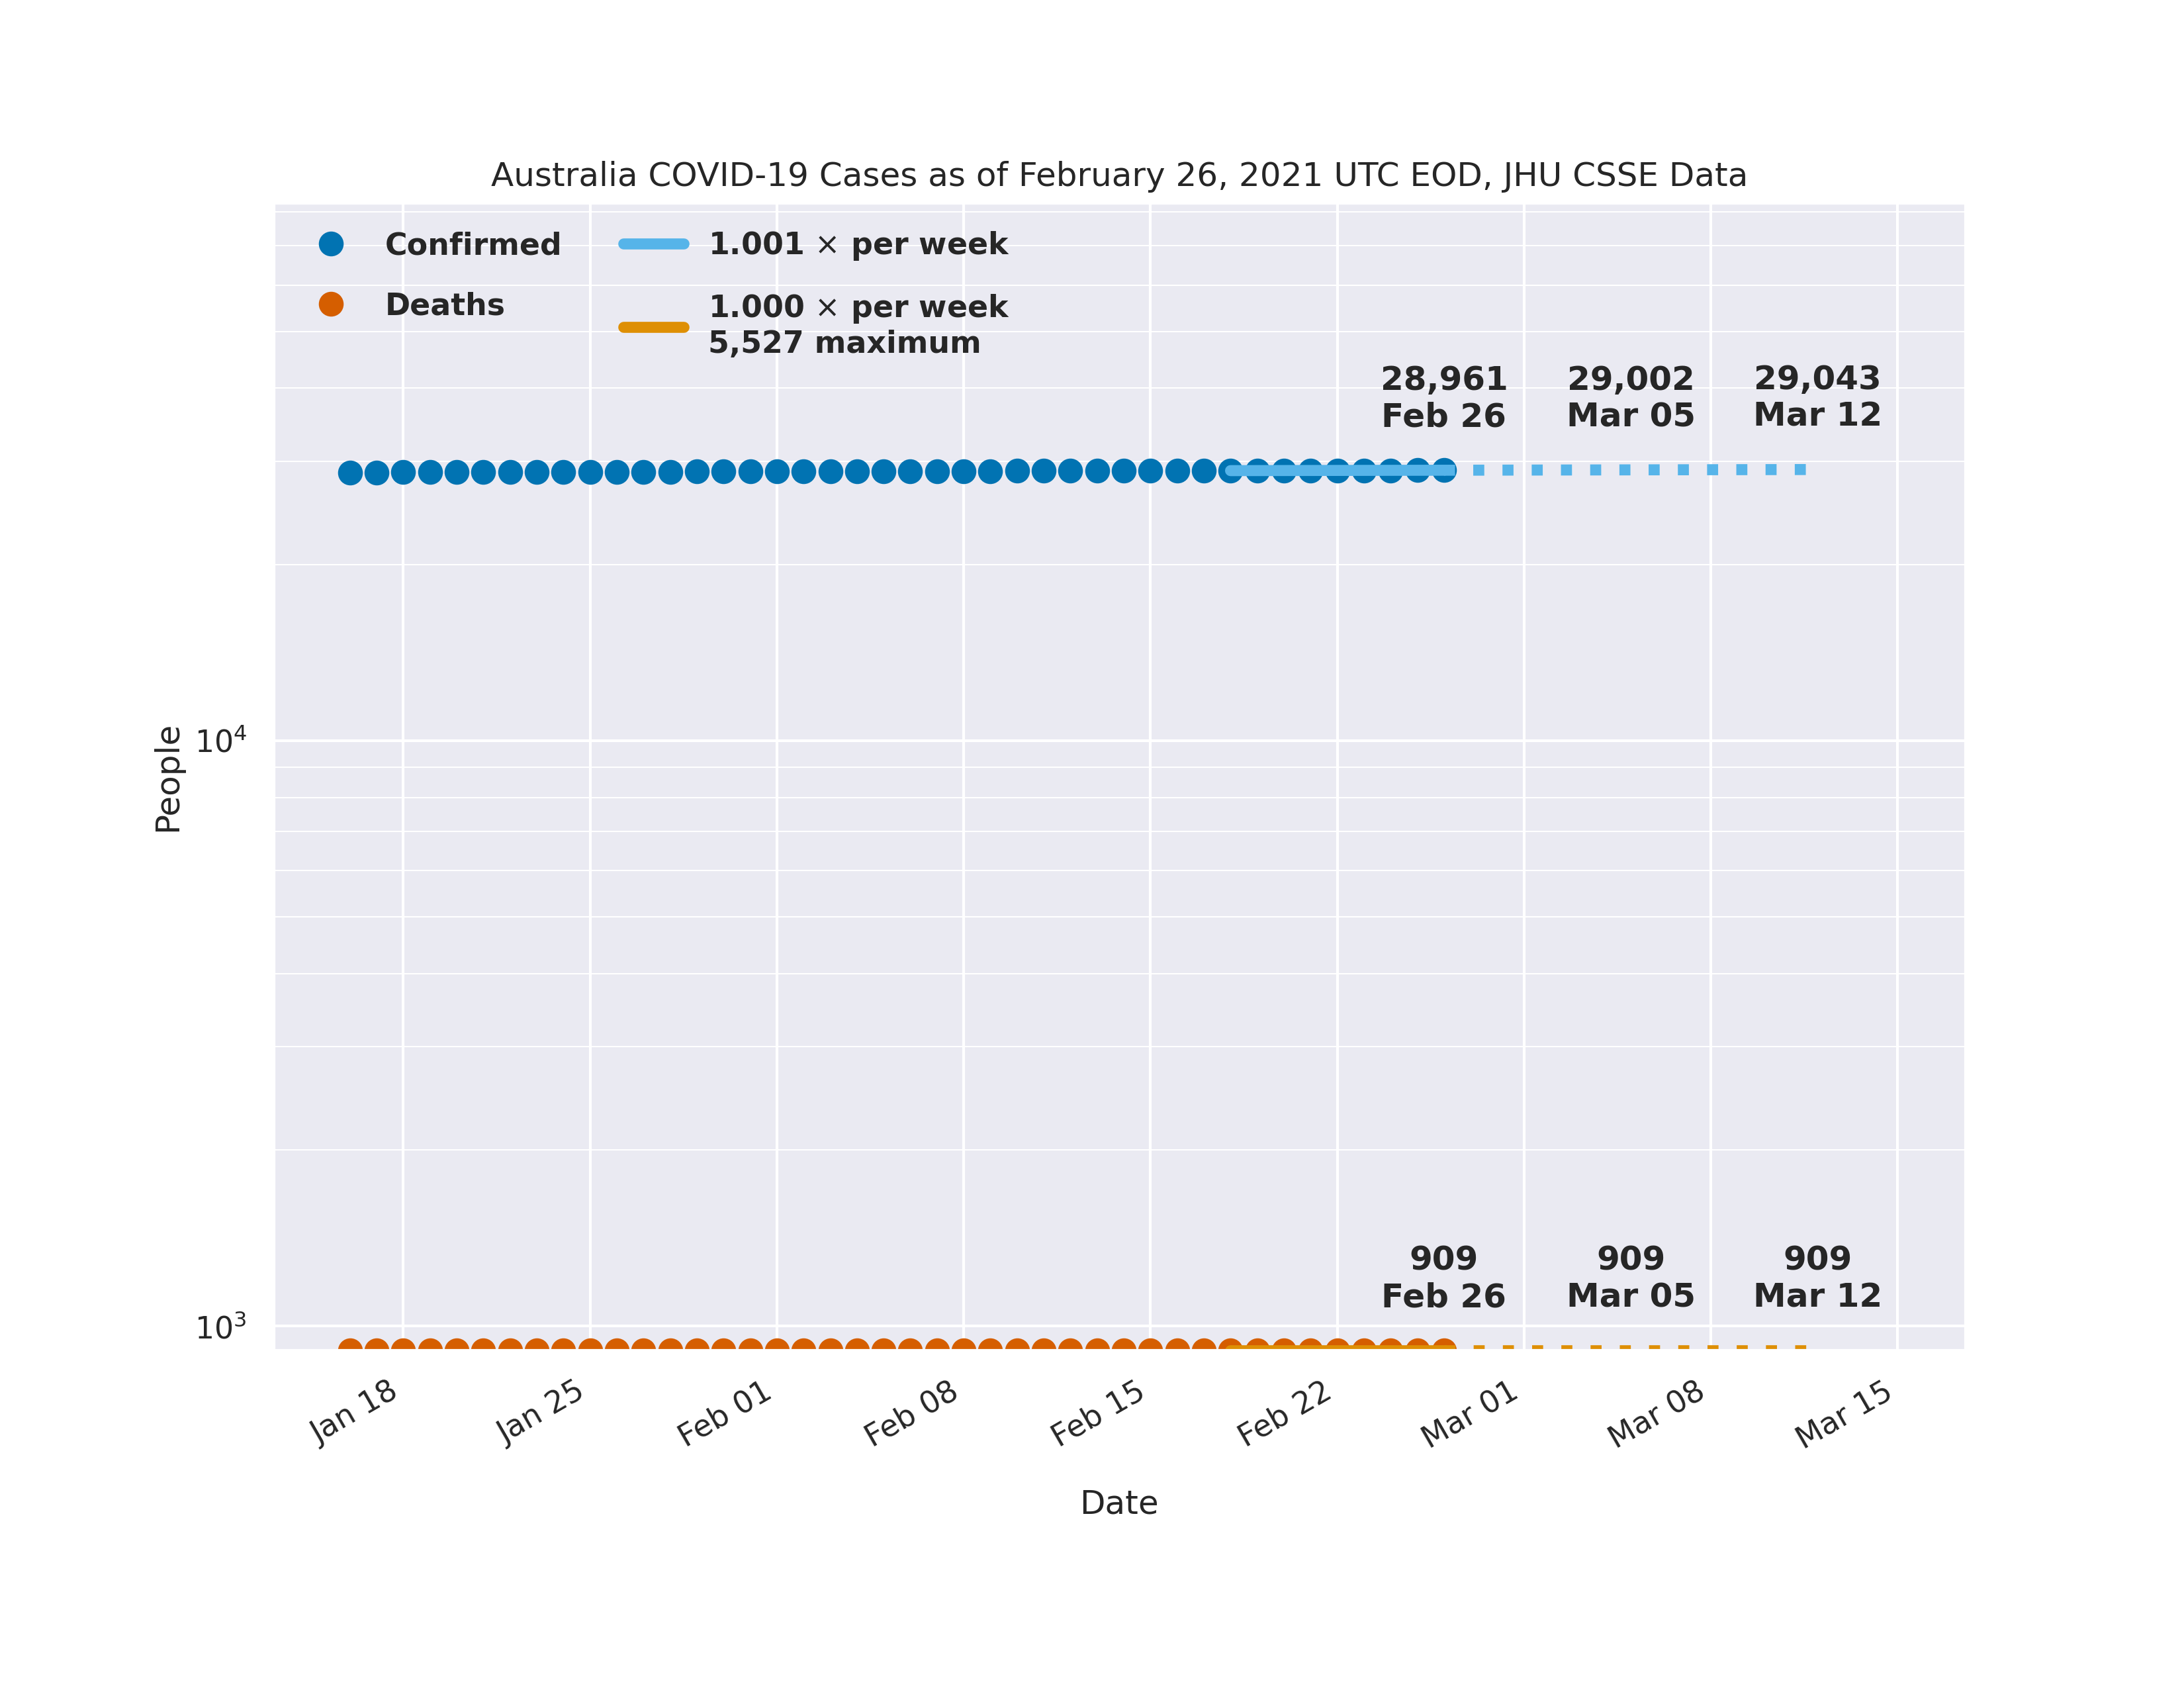 Australia COVID-19 Cases as of February 26, 2021 UTC EOD, JHU CSSE Data
Confirmed
Deaths
1.001 × per week
1.000 × per week
5,527 maximum
28,961
Feb 26
29,002
Mar 05
29,043
Mar 12
People
10⁴
10³
909
Feb 26
909
Mar 05
909
Mar 12
Jan 18
Jan 25
Feb 01
Feb 08
Feb 15
Feb 22
Mar 01
Mar 08
Mar 15
Date